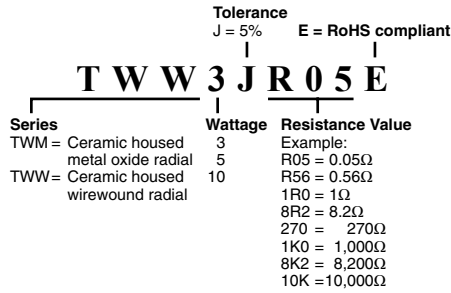 Tolerance
J = 5%
E = RoHS compliant
T W W 3 J R 0 5 E
Series
TWM = Ceramic housed
metal oxide radial
TWW = Ceramic housed
wirewound radial
Wattage
3
5
10
Resistance Value
Example:
R05 = 0.05Ω
R56 = 0.56Ω
1R0 = 1Ω
8R2 = 8.2Ω
270 = 270Ω
1K0 = 1,000Ω
8K2 = 8,200Ω
10K =10,000Ω